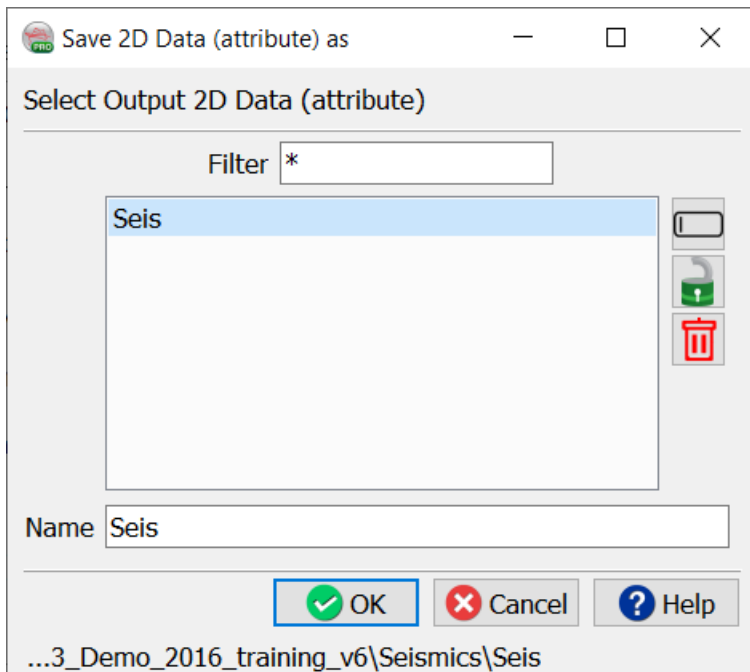 Save 2D Data (attribute) as
Select Output 2D Data (attribute)
Filter *
Seis
Name Seis
OK Cancel Help
...3_Demo_2016_training_v6\Seismics\Seis